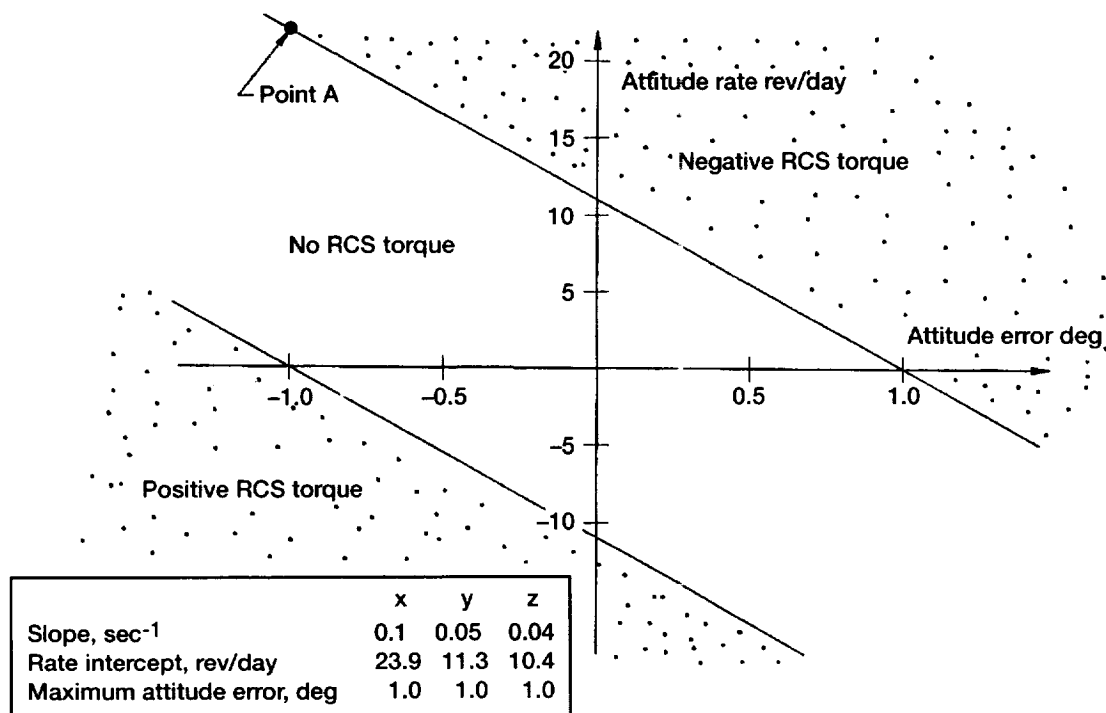 20
Attitude rate rev/day
Point A
15
Negative RCS torque
10
No RCS torque
5
Attitude error deg
–1.0
–0.5
0.5
1.0
–5
Positive RCS torque
–10
x y z
Slope, sec-1 0.1 0.05 0.04
Rate intercept, rev/day 23.9 11.3 10.4
Maximum attitude error, deg 1.0 1.0 1.0